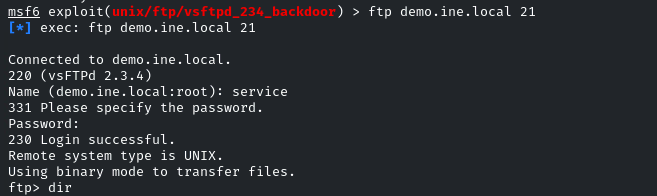 msf6 exploit(unix/ftp/vsftpd_234_backdoor) > ftp demo.ine.local 21
[*] exec: ftp demo.ine.local 21
Connected to demo.ine.local.
220 (vsFTPd 2.3.4)
Name (demo.ine.local:root): service
331 Please specify the password.
Password:
230 Login successful.
Remote system type is UNIX.
Using binary mode to transfer files.
ftp> dir